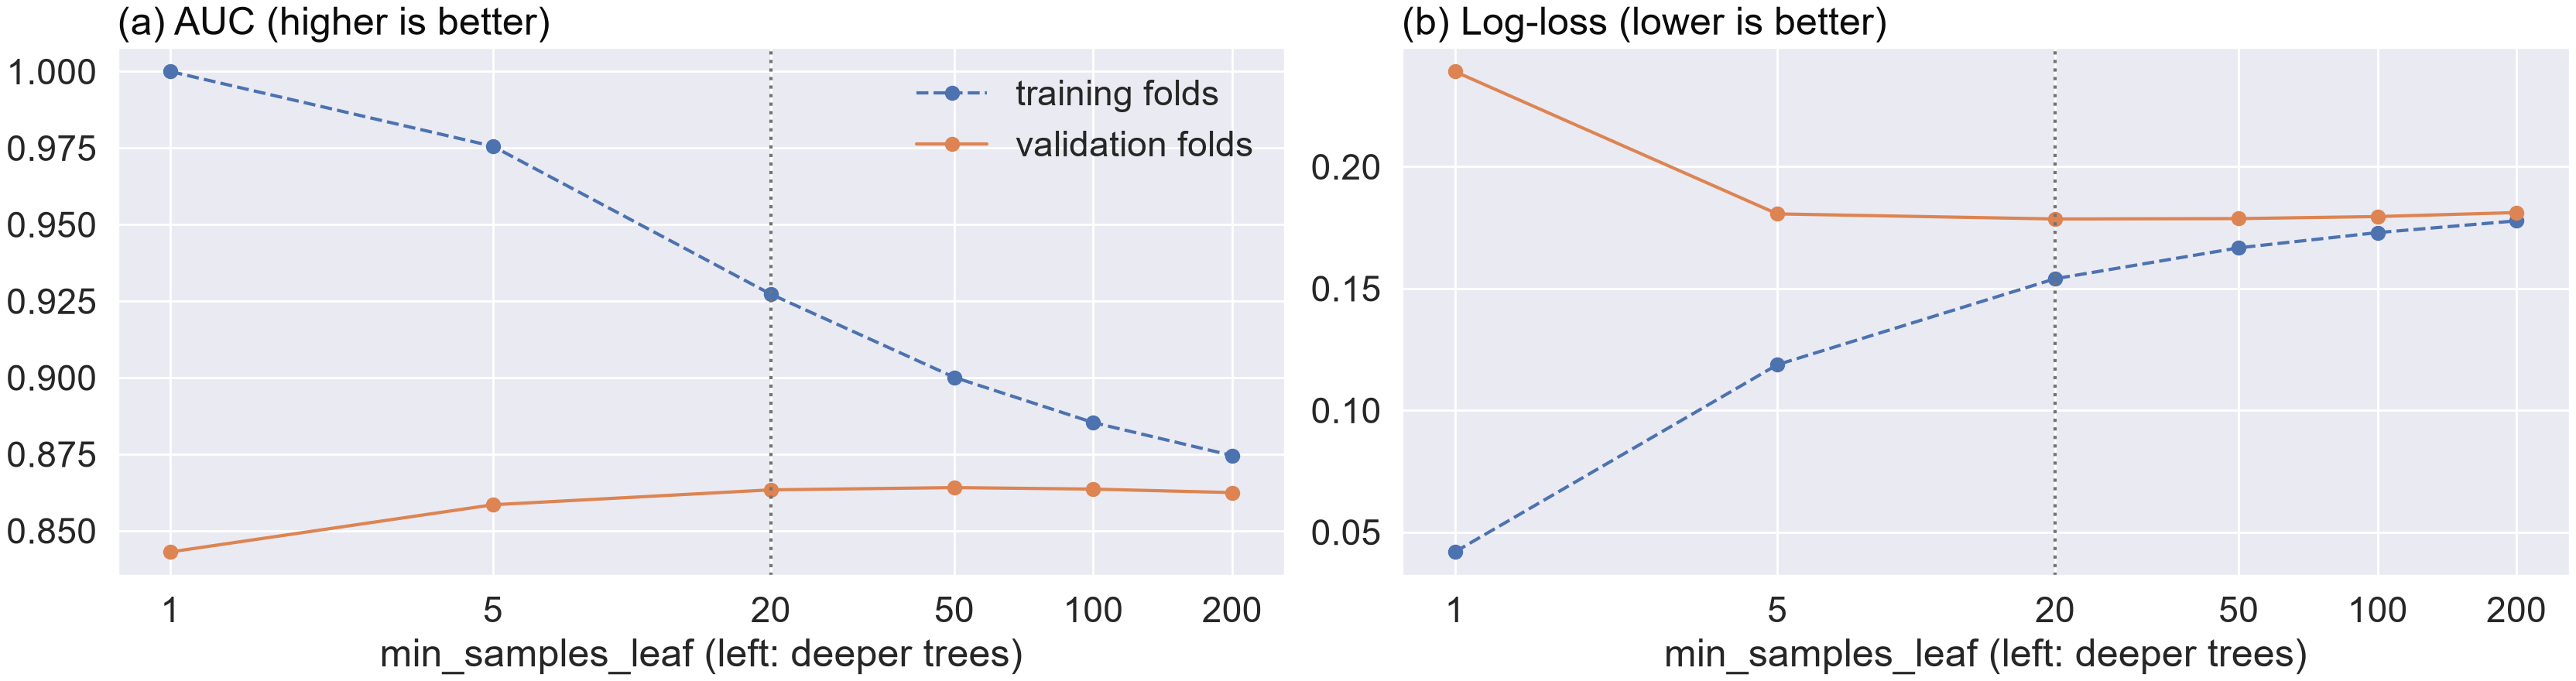 (a) AUC (higher is better)
1.000
0.975
0.950
0.925
0.900
0.875
0.850
training folds
validation folds
1 5 20 50 100 200
min_samples_leaf (left: deeper trees)
(b) Log-loss (lower is better)
0.20
0.15
0.10
0.05
1 5 20 50 100 200
min_samples_leaf (left: deeper trees)